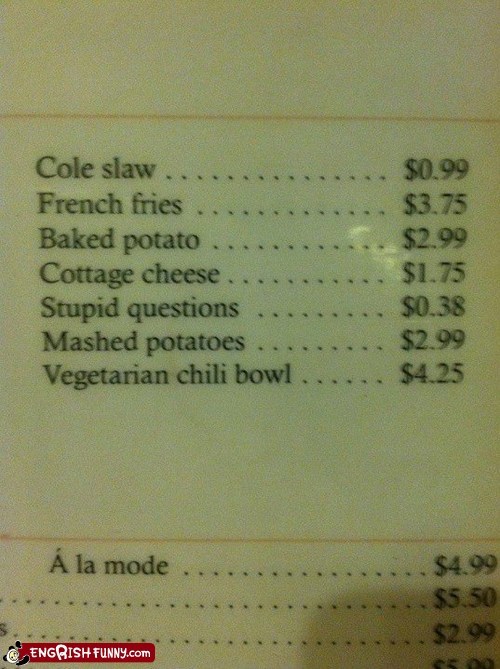 Cole slaw . . . . . . . . . . . . . . . . $0.99
French fries . . . . . . . . . . . . . $3.75
Baked potato . . . . . . . . . . . . $2.99
Cottage cheese . . . . . . . . . . . $1.75
Stupid questions . . . . . . . . . $0.38
Mashed potatoes . . . . . . . . . $2.99
Vegetarian chili bowl . . . . . . $4.25
Á la mode . . . . . . . . . . . . . . . . . $4.99
$5.50
s $2.99
ENGRISHFUNNY.com